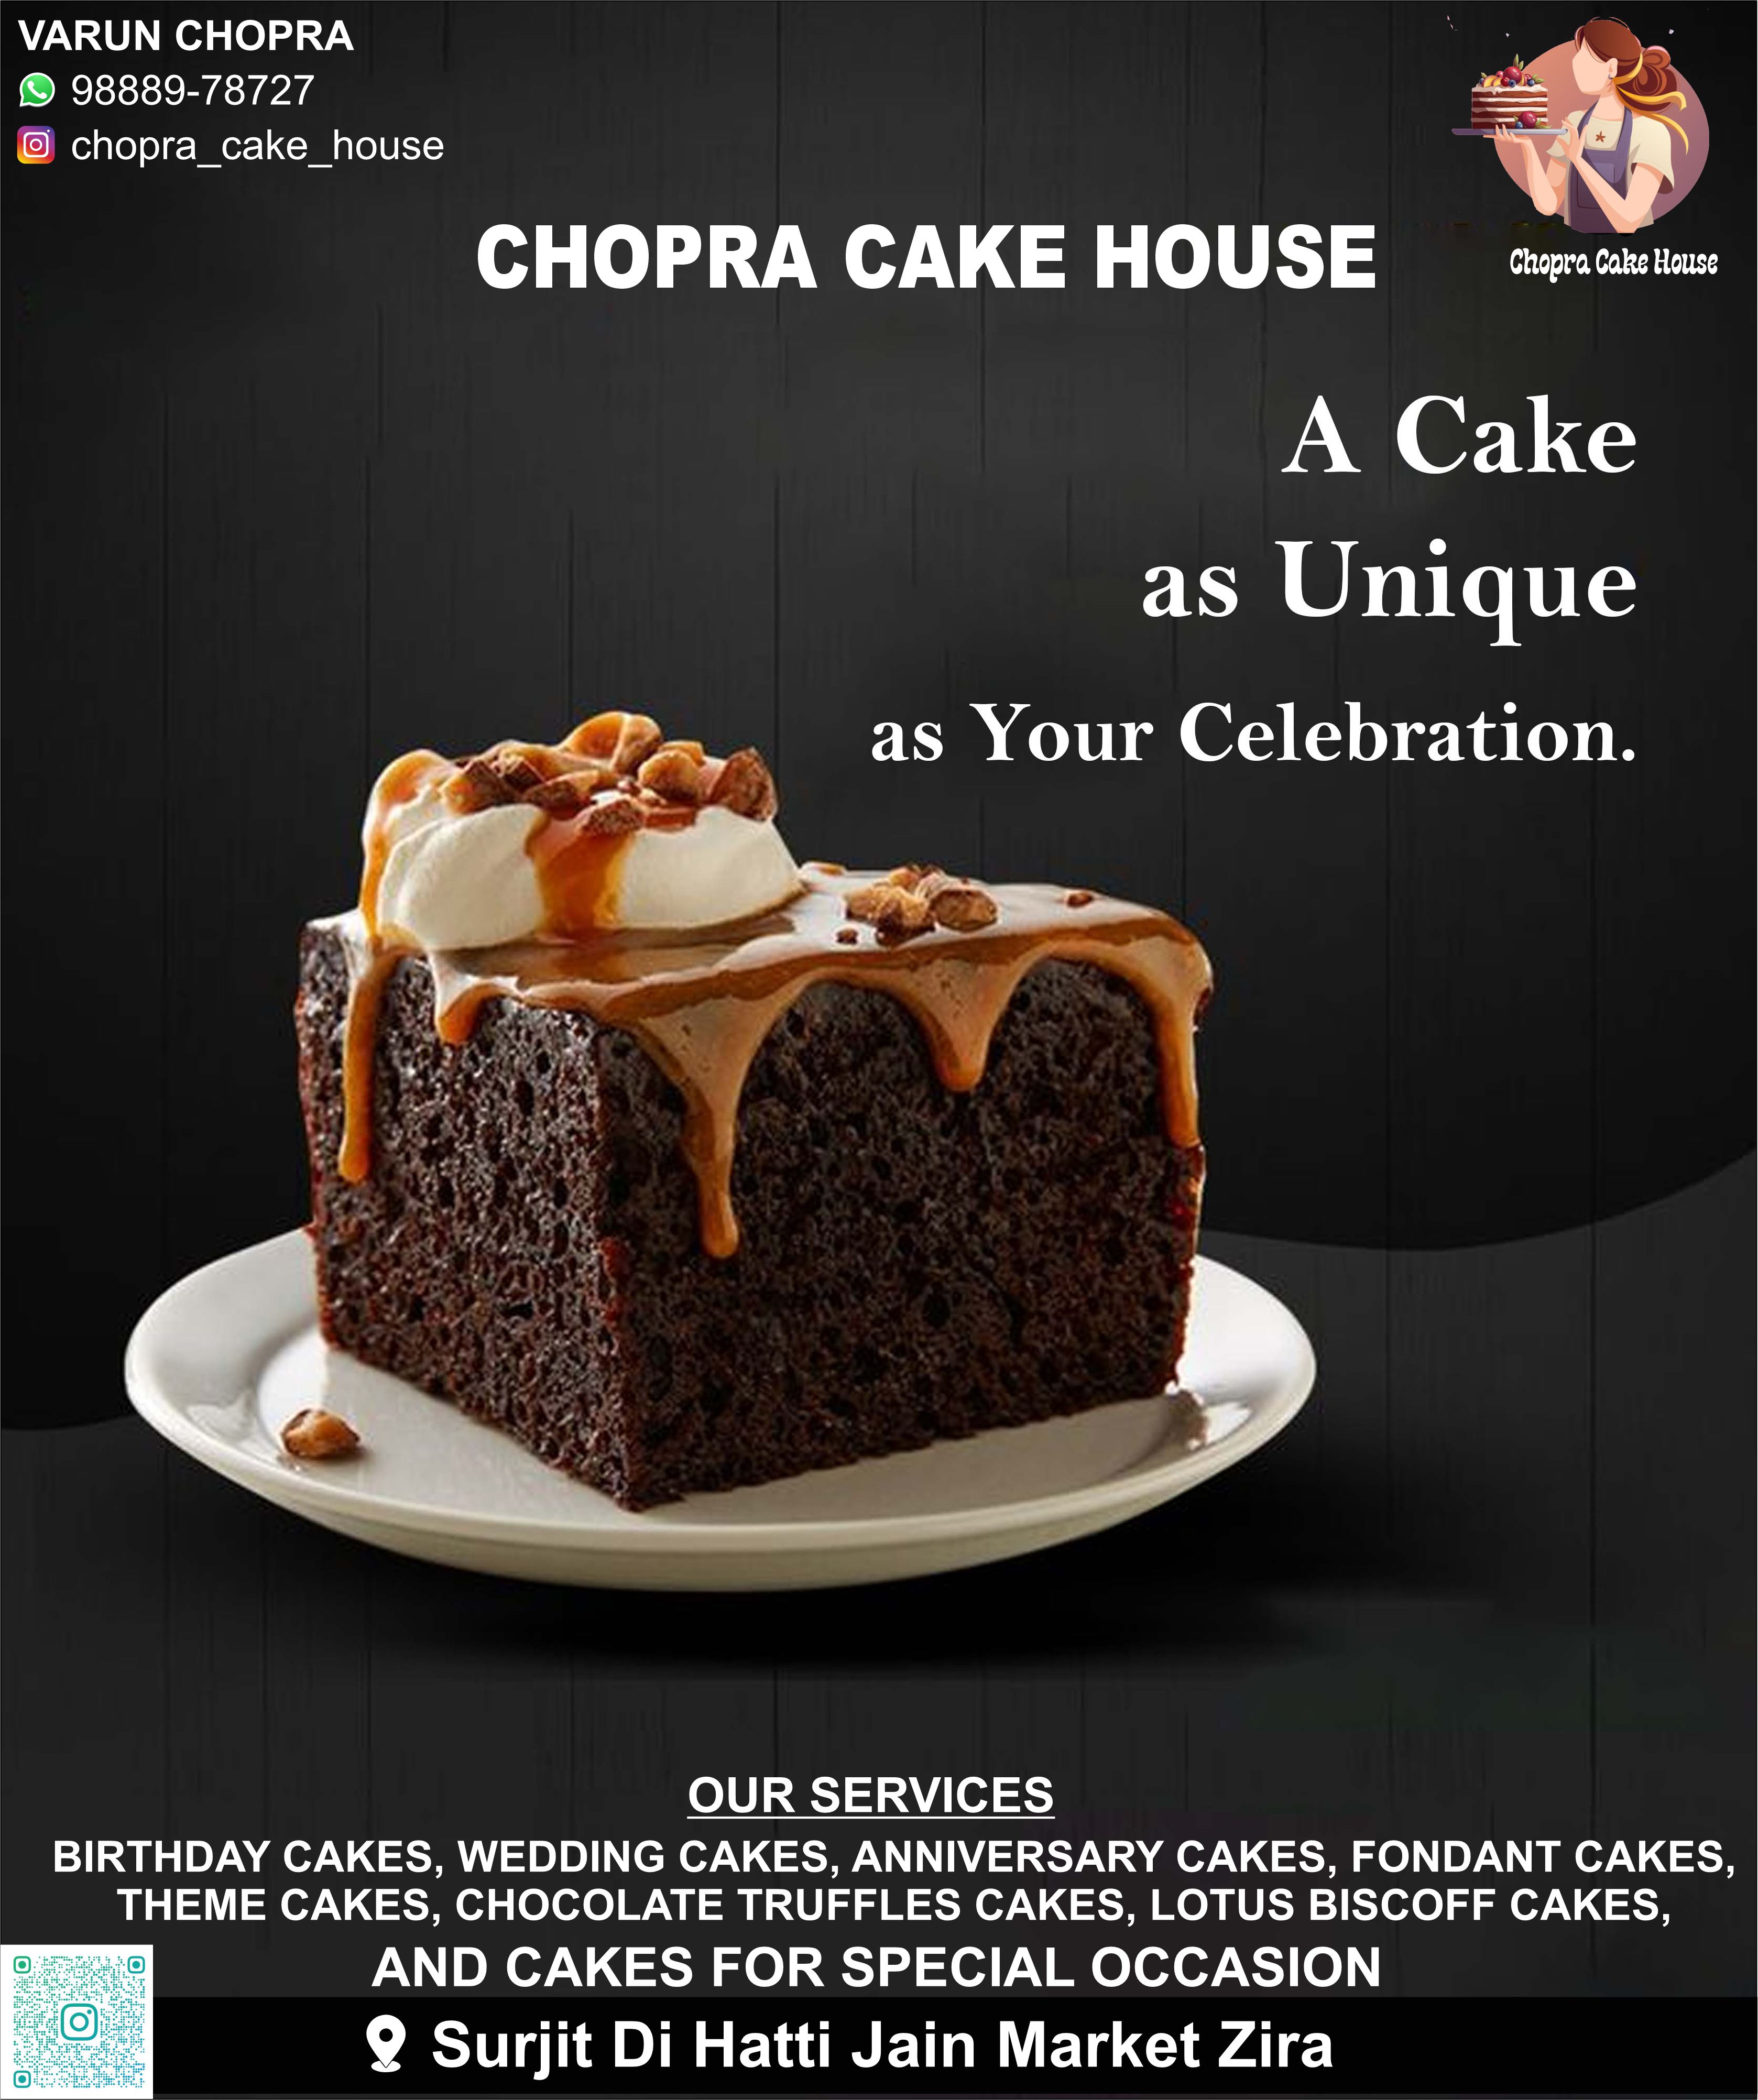 VARUN CHOPRA
98889-78727
chopra_cake_house
Chopra Cake House
CHOPRA CAKE HOUSE
A Cake
as Unique
as Your Celebration.
OUR SERVICES
BIRTHDAY CAKES, WEDDING CAKES, ANNIVERSARY CAKES, FONDANT CAKES,
THEME CAKES, CHOCOLATE TRUFFLES CAKES, LOTUS BISCOFF CAKES,
AND CAKES FOR SPECIAL OCCASION
Surjit Di Hatti Jain Market Zira